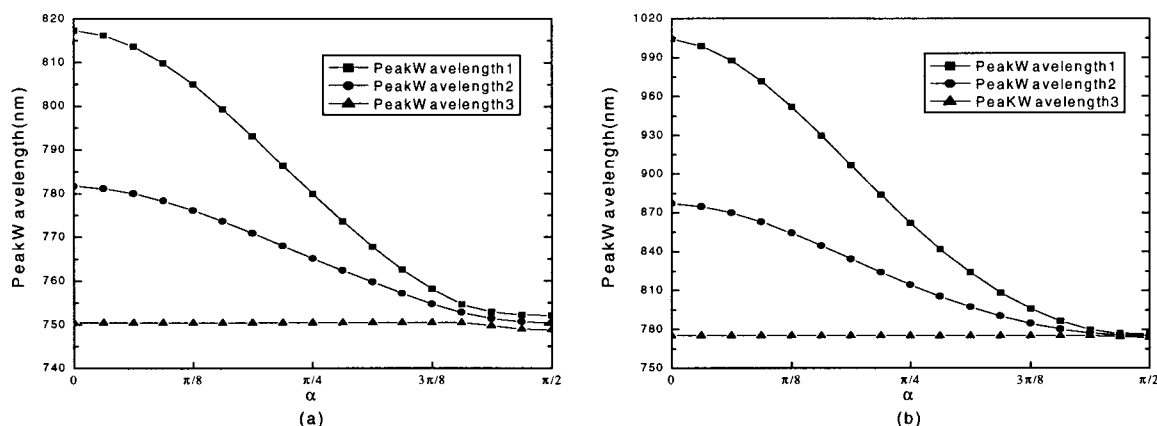 820
810
800
790
780
770
760
750
740
PeakWavelength(nm)
PeakWavelength1
PeakWavelength2
PeakWavelength3
0
π/8
π/4
3π/8
π/2
α
(a)
1020
990
960
930
900
870
840
810
780
750
PeakWavelength(nm)
PeakWavelength1
PeakWavelength2
PeaKWavelength3
0
π/8
π/4
3π/8
π/2
α
(b)